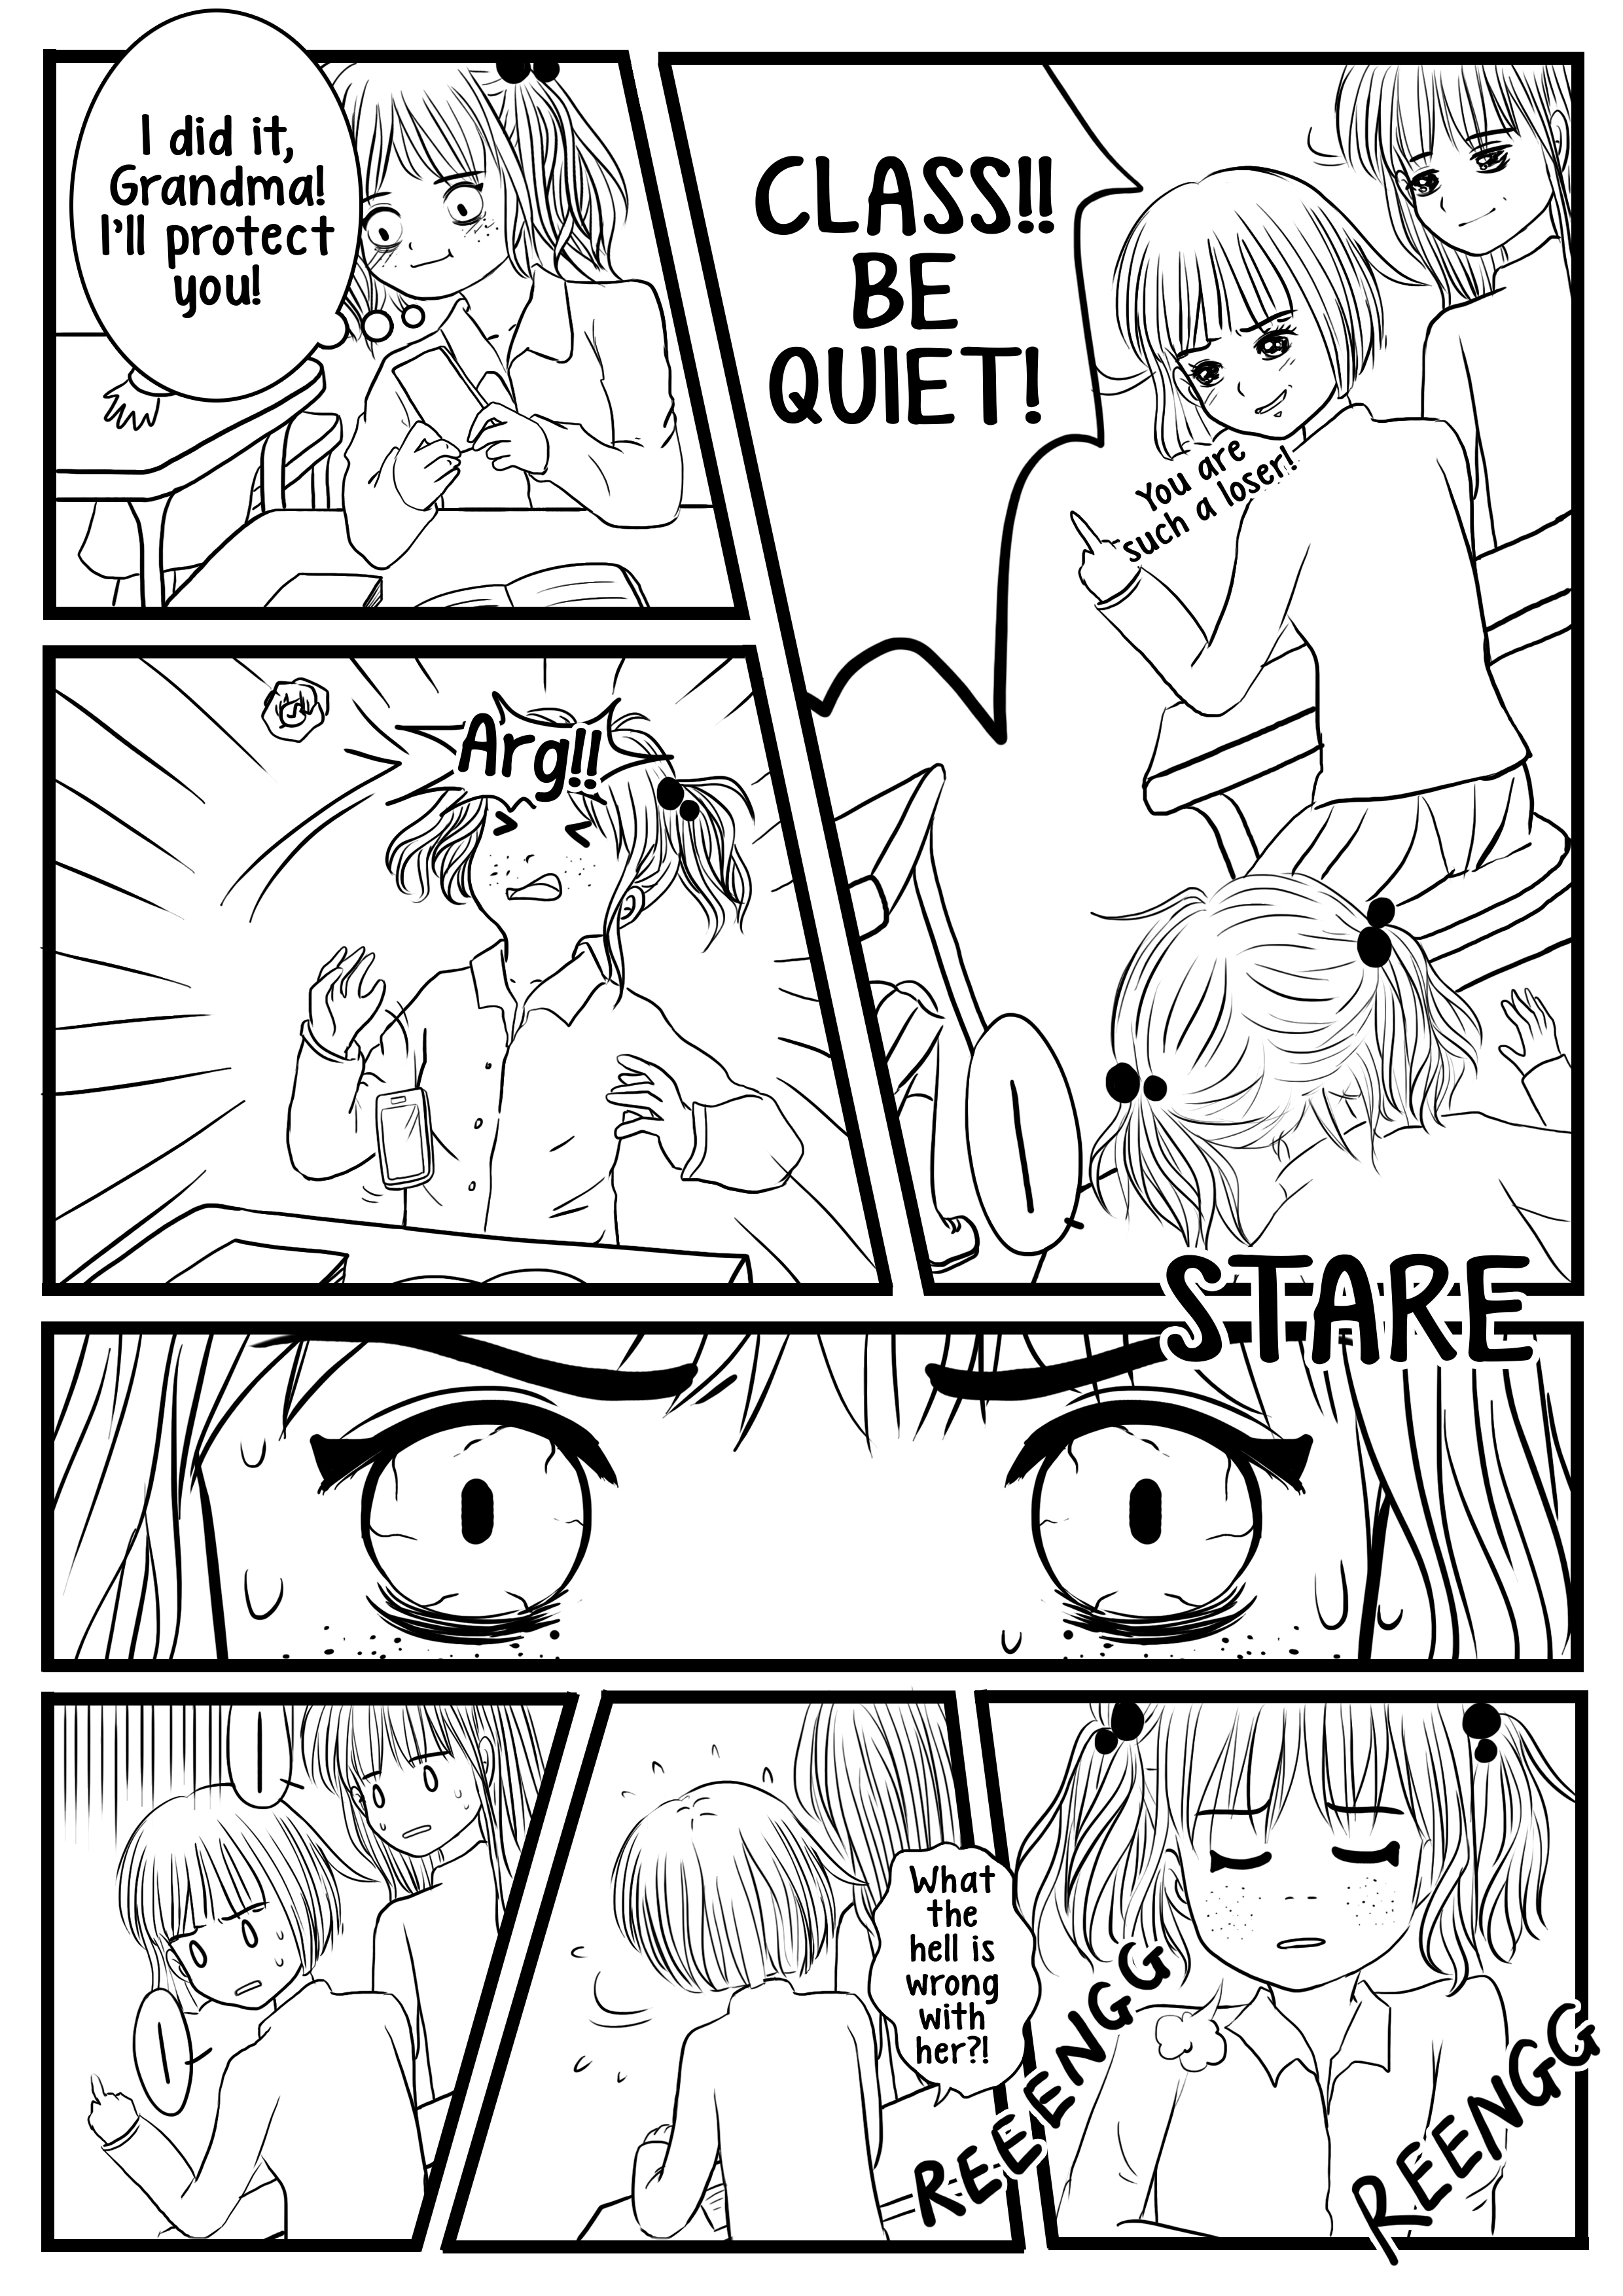 I did it,
Grandma!
I'll protect
you!
Arg!!
CLASS!!
BE
QUIET!
You are
such a loser!
STARE
What
the
hell is
wrong
with
her?!
REEENGG
REENGG